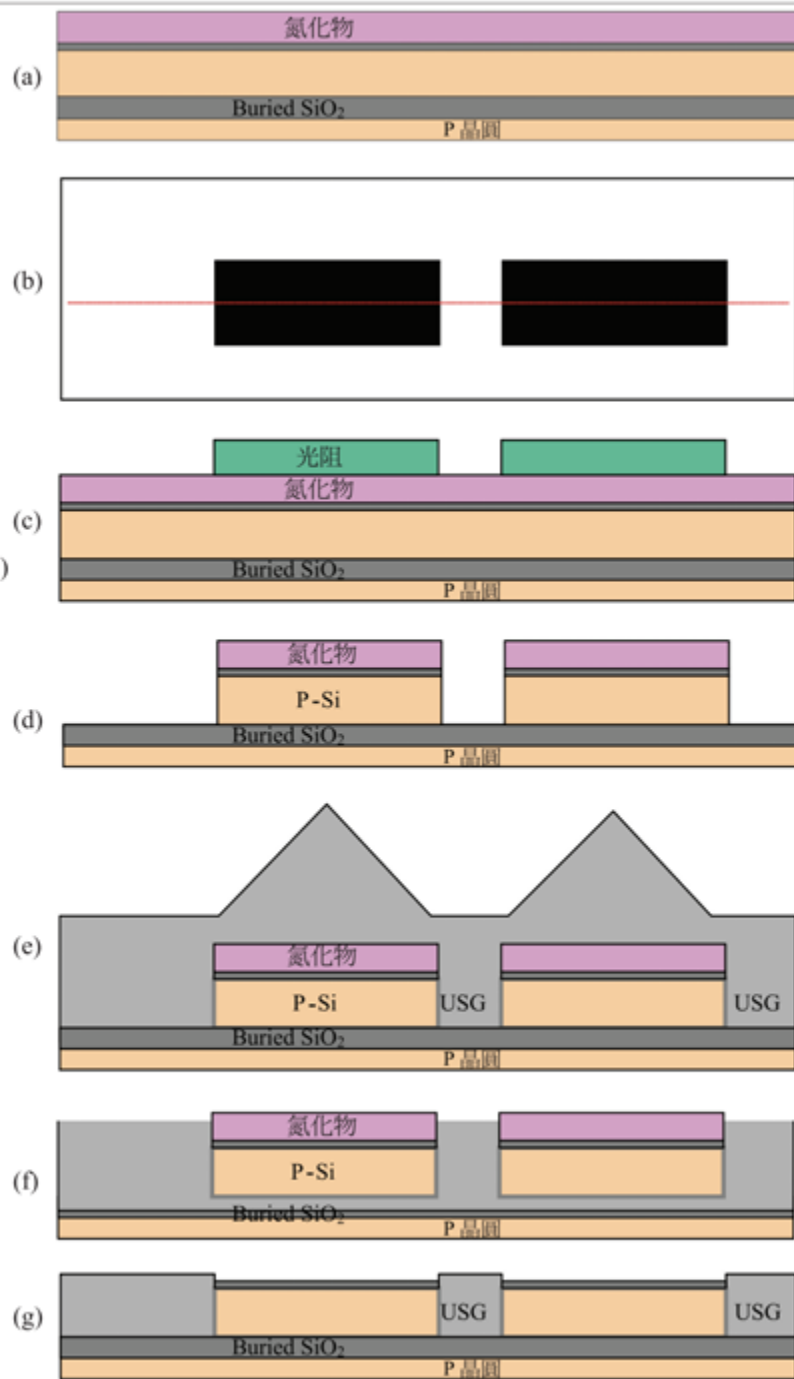 氮化物
(a)
Buried SiO₂
P 晶圓
(b)
光阻
氮化物
(c)
)
Buried SiO₂
P 晶圓
氮化物
P-Si
(d)
Buried SiO₂
P 晶圓
(e)
氮化物
P-Si USG USG
Buried SiO₂
P 晶圓
氮化物
P-Si
(f)
Buried SiO₂
P 晶圓
(g)
USG USG
Buried SiO₂
P 晶圓